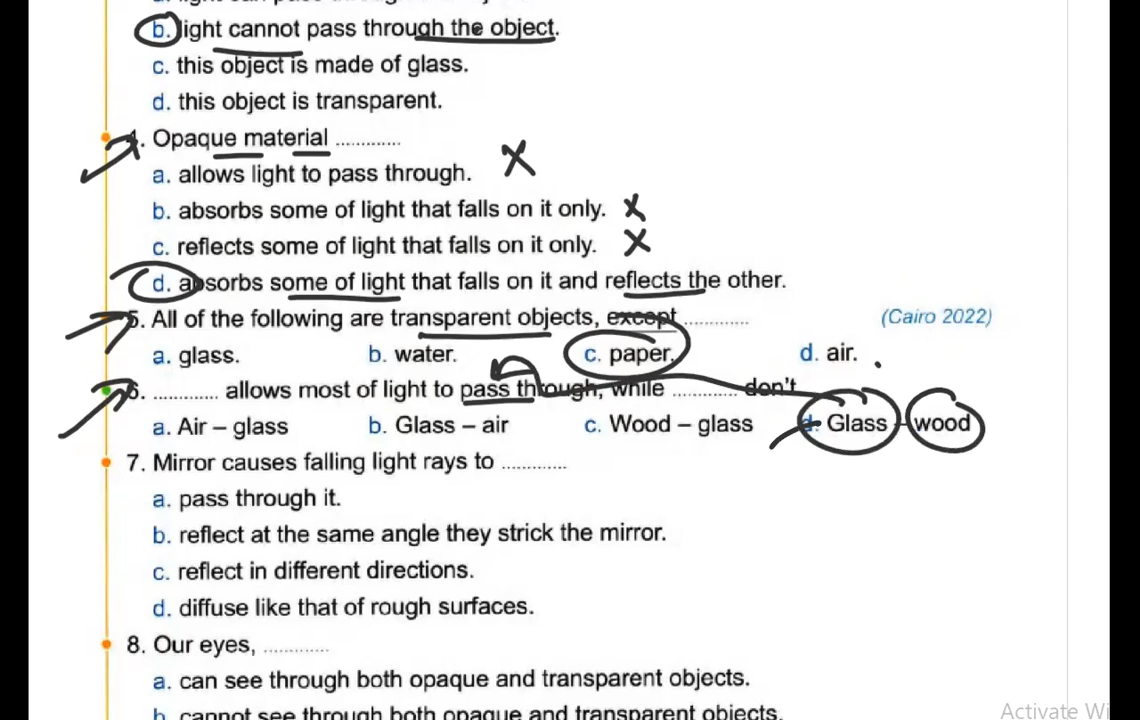 b. light cannot pass through the object.
c. this object is made of glass.
d. this object is transparent.
4. Opaque material .............
a. allows light to pass through.
b. absorbs some of light that falls on it only.
c. reflects some of light that falls on it only.
d. absorbs some of light that falls on it and reflects the other.
5. All of the following are transparent objects, except ............. (Cairo 2022)
a. glass. b. water. c. paper. d. air.
6. ............. allows most of light to pass through, while ............. don't
a. Air – glass b. Glass – air c. Wood – glass d. Glass – wood
7. Mirror causes falling light rays to .............
a. pass through it.
b. reflect at the same angle they strick the mirror.
c. reflect in different directions.
d. diffuse like that of rough surfaces.
8. Our eyes, .............
a. can see through both opaque and transparent objects.
b. cannot see through both opaque and transparent objects.
Activate Wi